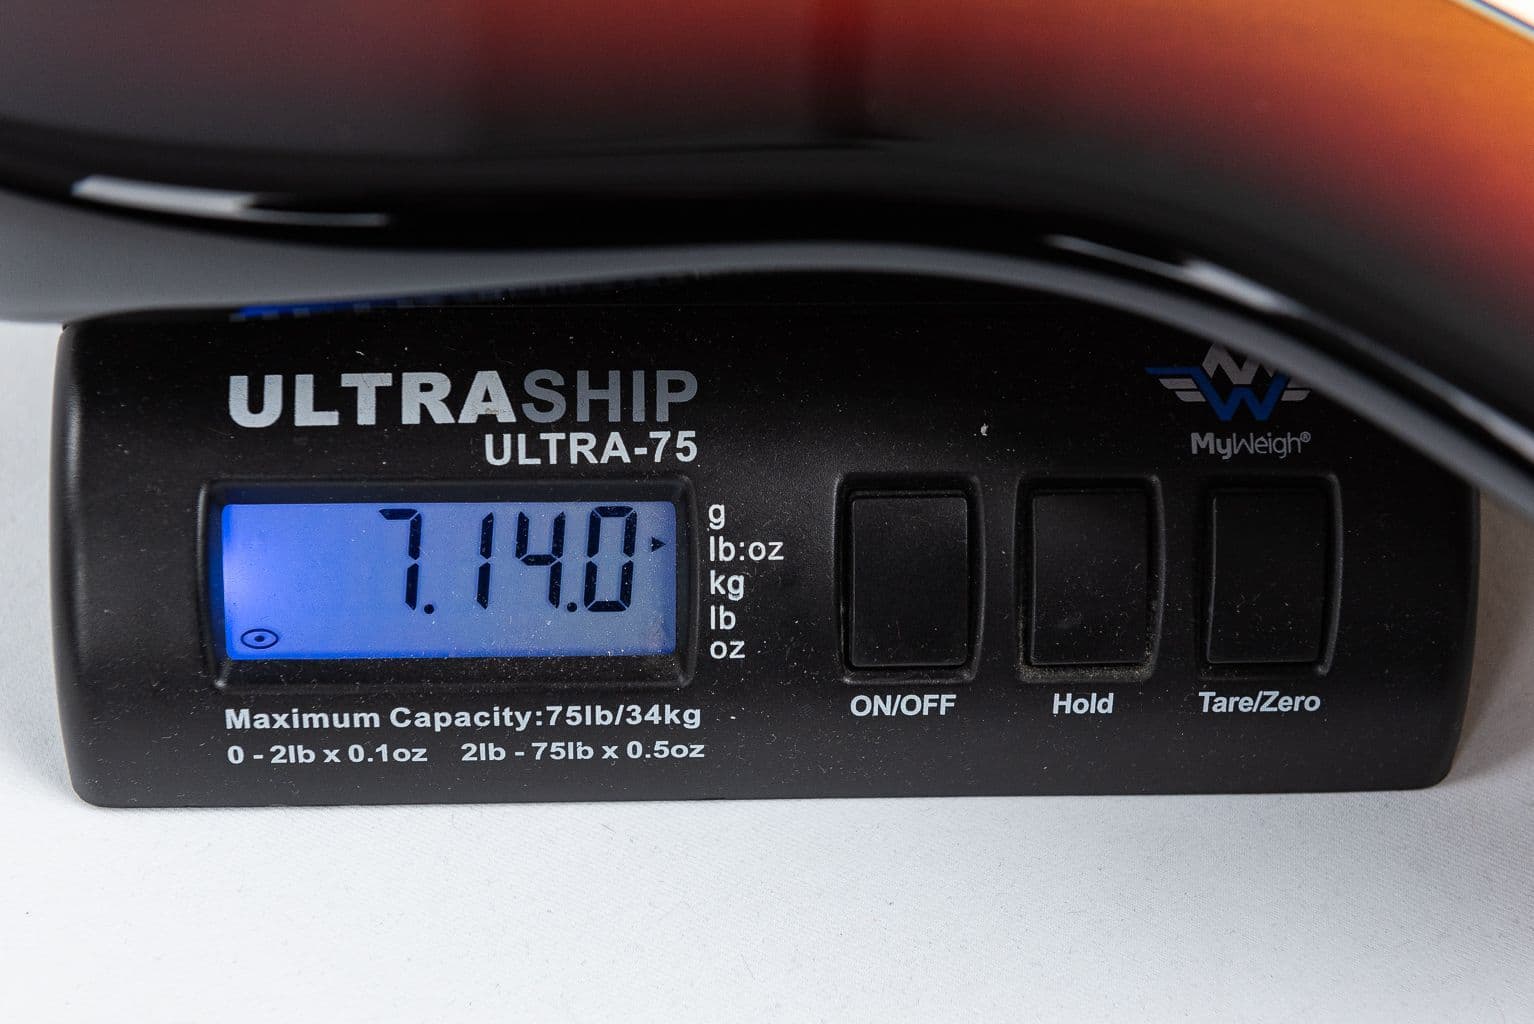 ULTRASHIP
ULTRA-75
MyWeigh®
7.14.0
g
lb:oz
kg
lb
oz
ON/OFF
Hold
Tare/Zero
Maximum Capacity:75lb/34kg
0 - 2lb x 0.1oz 2lb - 75lb x 0.5oz